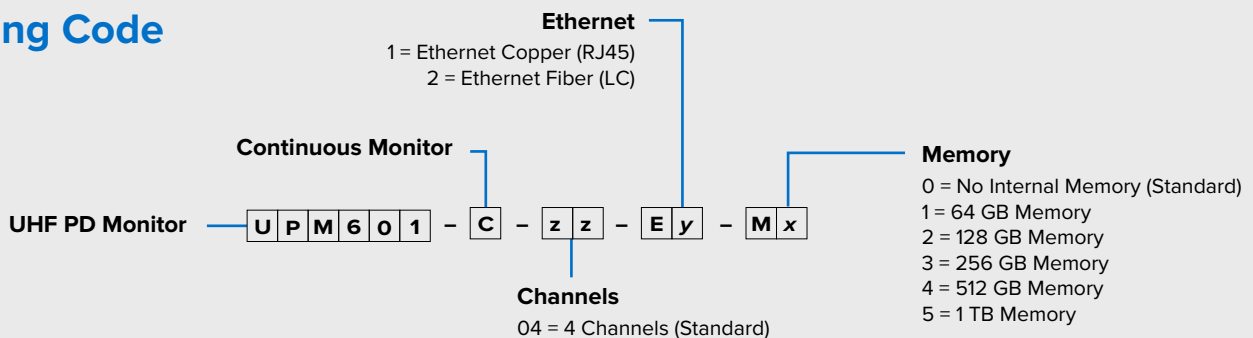 ng Code
Ethernet
1 = Ethernet Copper (RJ45)
2 = Ethernet Fiber (LC)
Continuous Monitor
Memory
0 = No Internal Memory (Standard)
1 = 64 GB Memory
2 = 128 GB Memory
3 = 256 GB Memory
4 = 512 GB Memory
5 = 1 TB Memory
UHF PD Monitor
U P M 6 0 1 – C – z z – E y – M x
Channels
04 = 4 Channels (Standard)